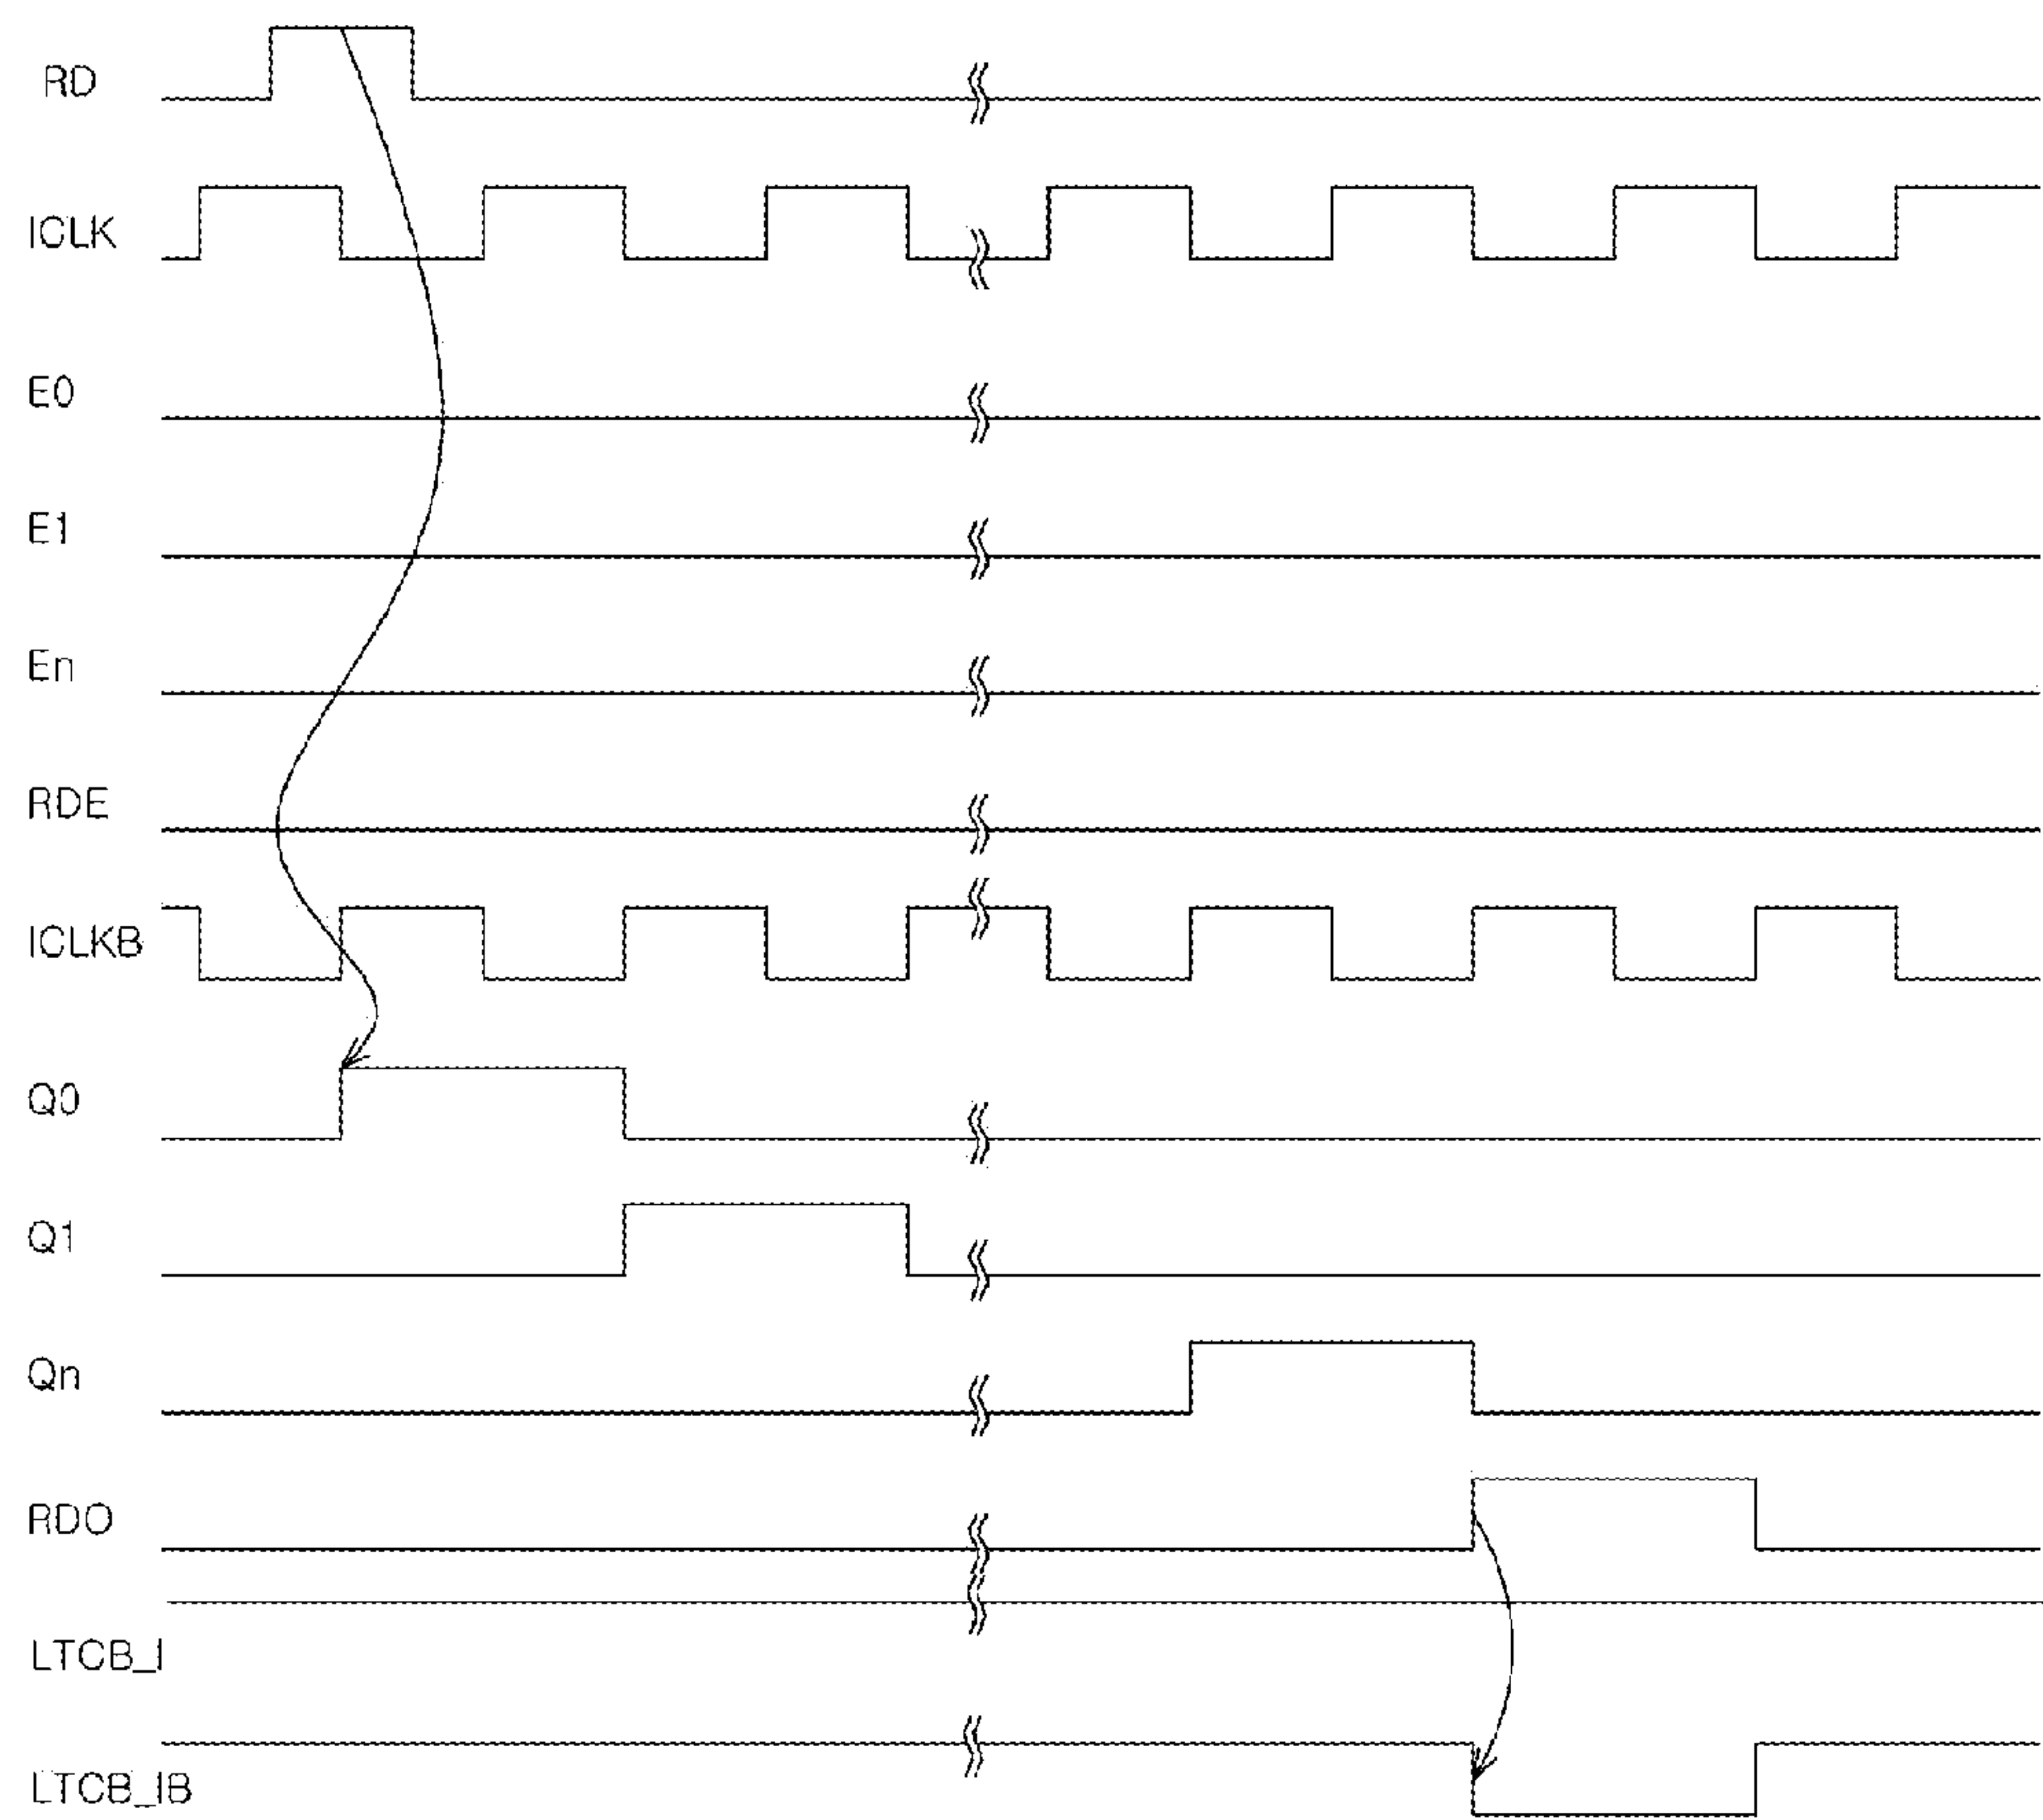 RD
ICLK
E0
E1
En
RDE
ICLKB
Q0
Q1
Qn
RDO
LTCB_I
LTCB_IB